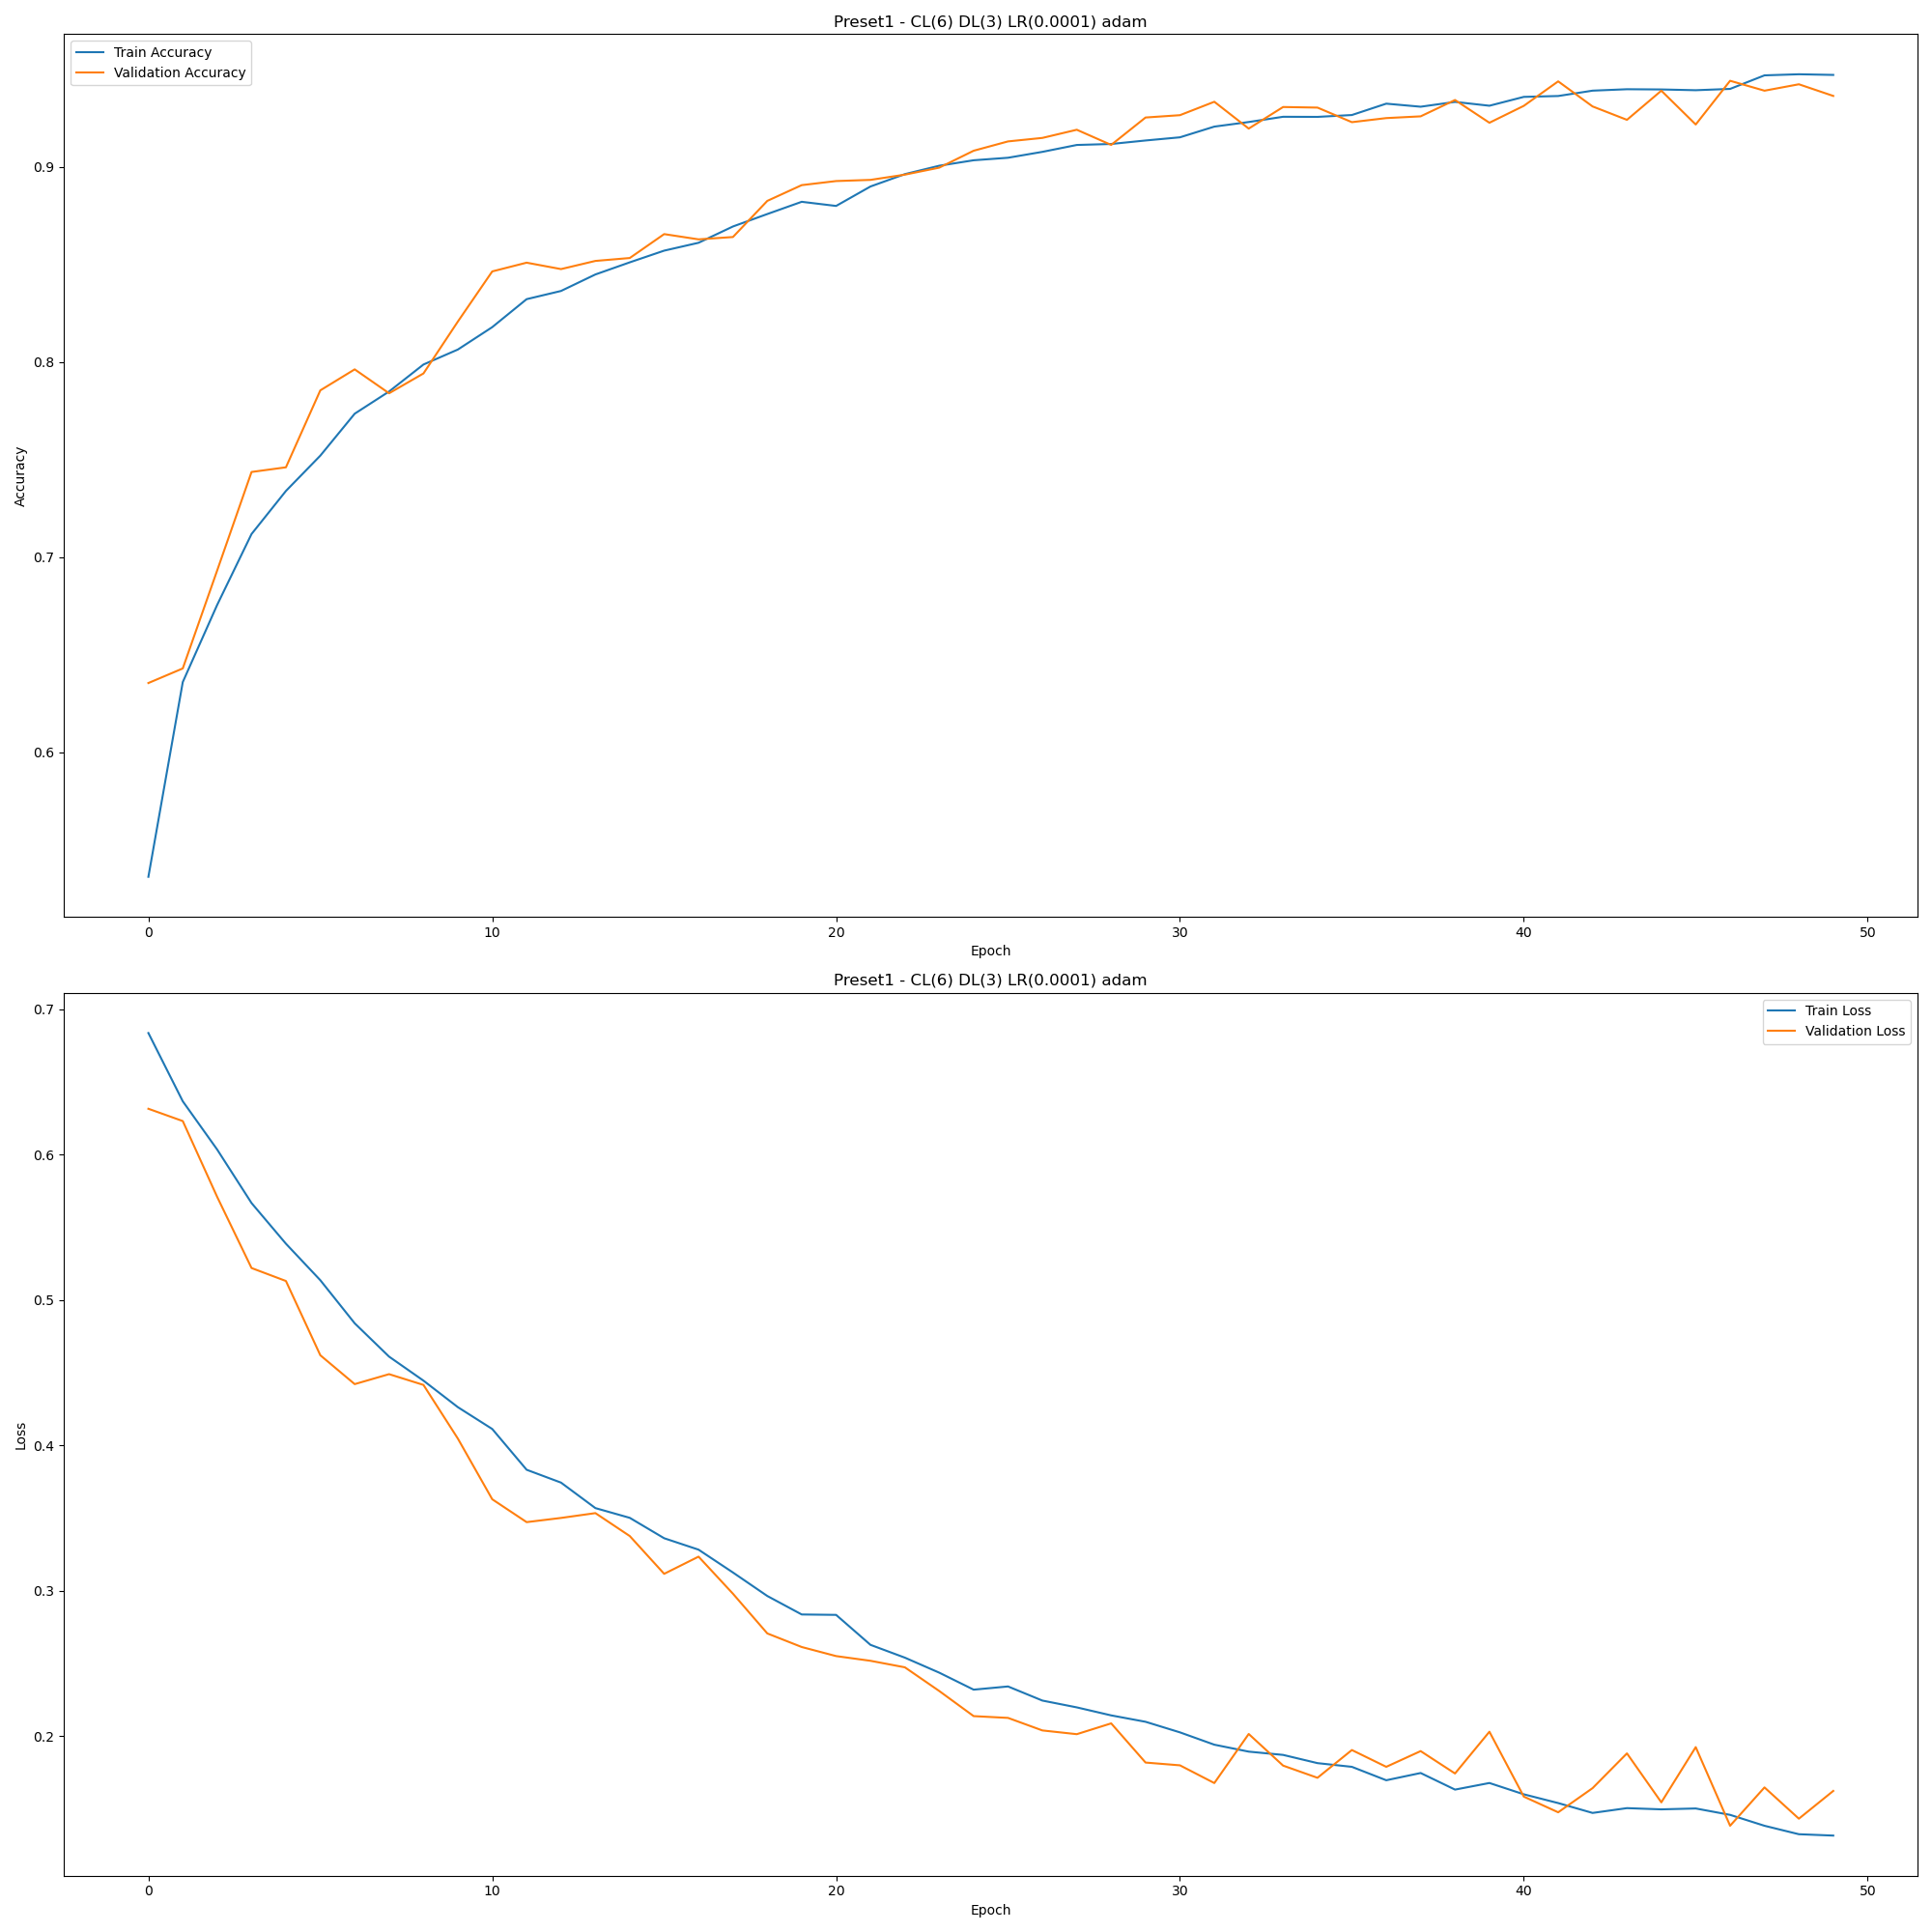 Preset1 - CL(6) DL(3) LR(0.0001) adam
Train Accuracy
Validation Accuracy
0.9
0.8
0.7
0.6
Accuracy
0 10 20 30 40 50
Epoch
Preset1 - CL(6) DL(3) LR(0.0001) adam
Train Loss
Validation Loss
0.7
0.6
0.5
0.4
0.3
0.2
Loss
0 10 20 30 40 50
Epoch